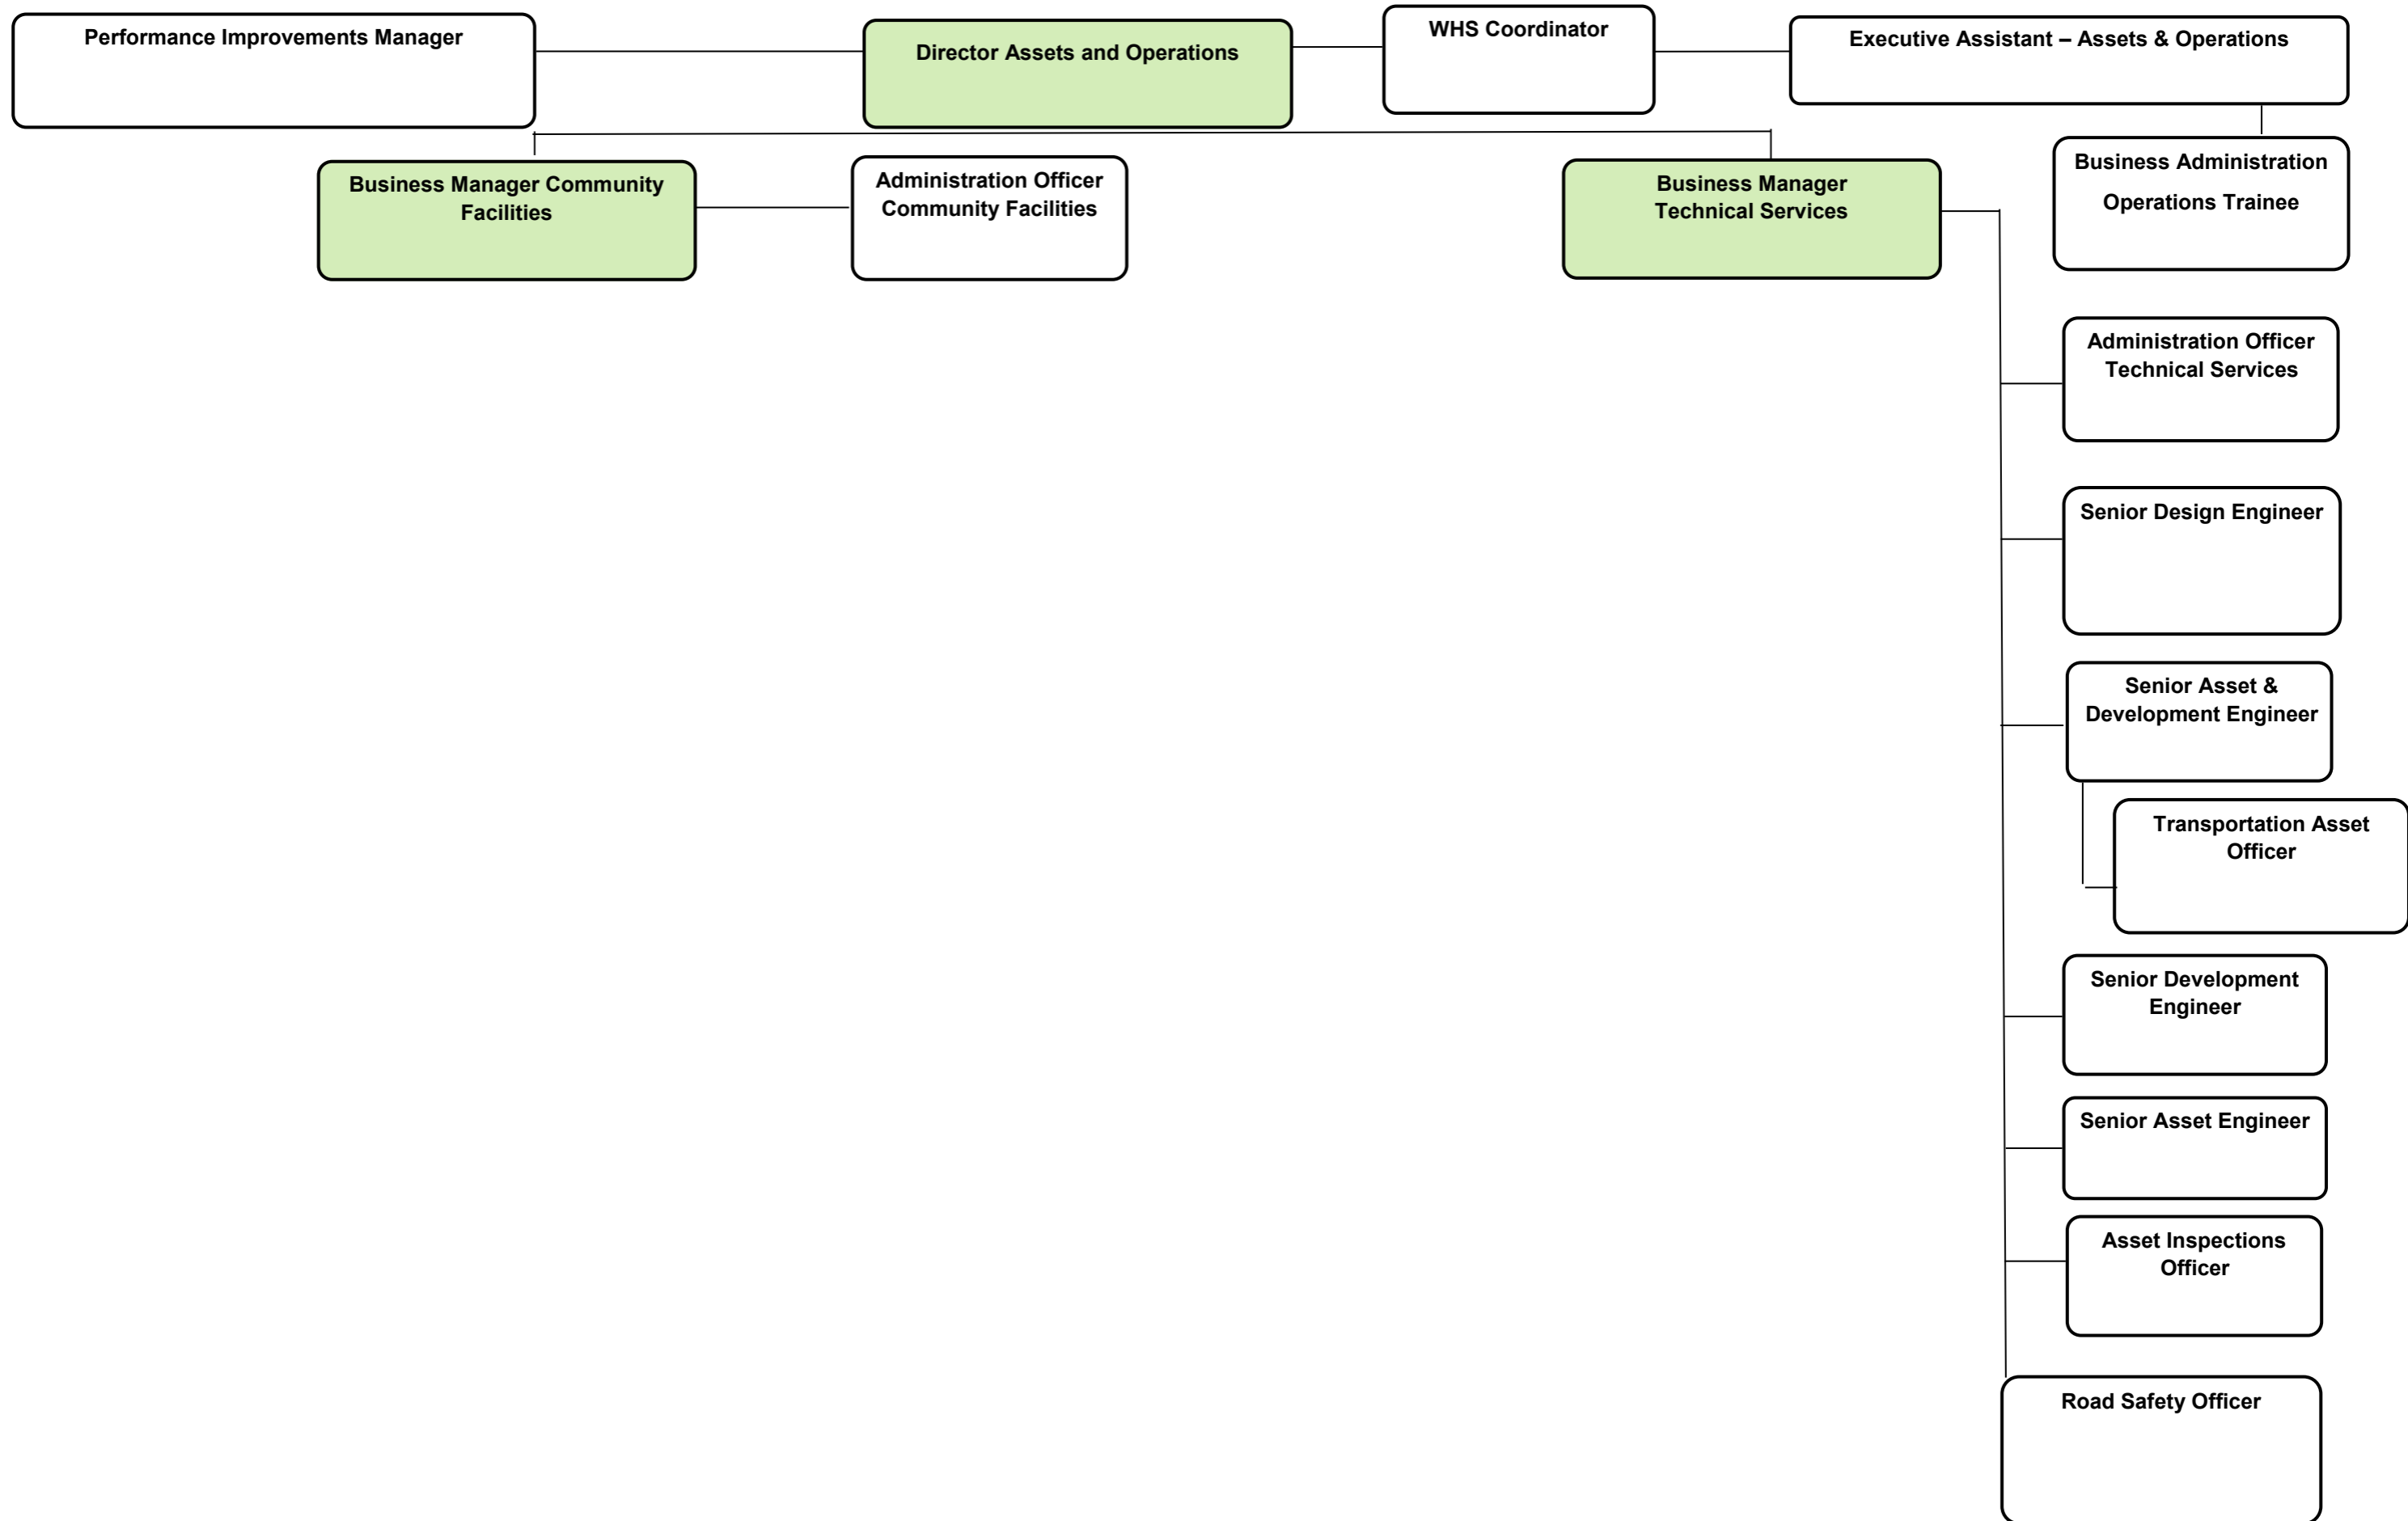 Performance Improvements Manager
Director Assets and Operations
WHS Coordinator
Executive Assistant – Assets & Operations
Business Manager Community
Facilities
Administration Officer
Community Facilities
Business Manager
Technical Services
Business Administration
Operations Trainee
Administration Officer
Technical Services
Senior Design Engineer
Senior Asset &
Development Engineer
Transportation Asset
Officer
Senior Development
Engineer
Senior Asset Engineer
Asset Inspections
Officer
Road Safety Officer